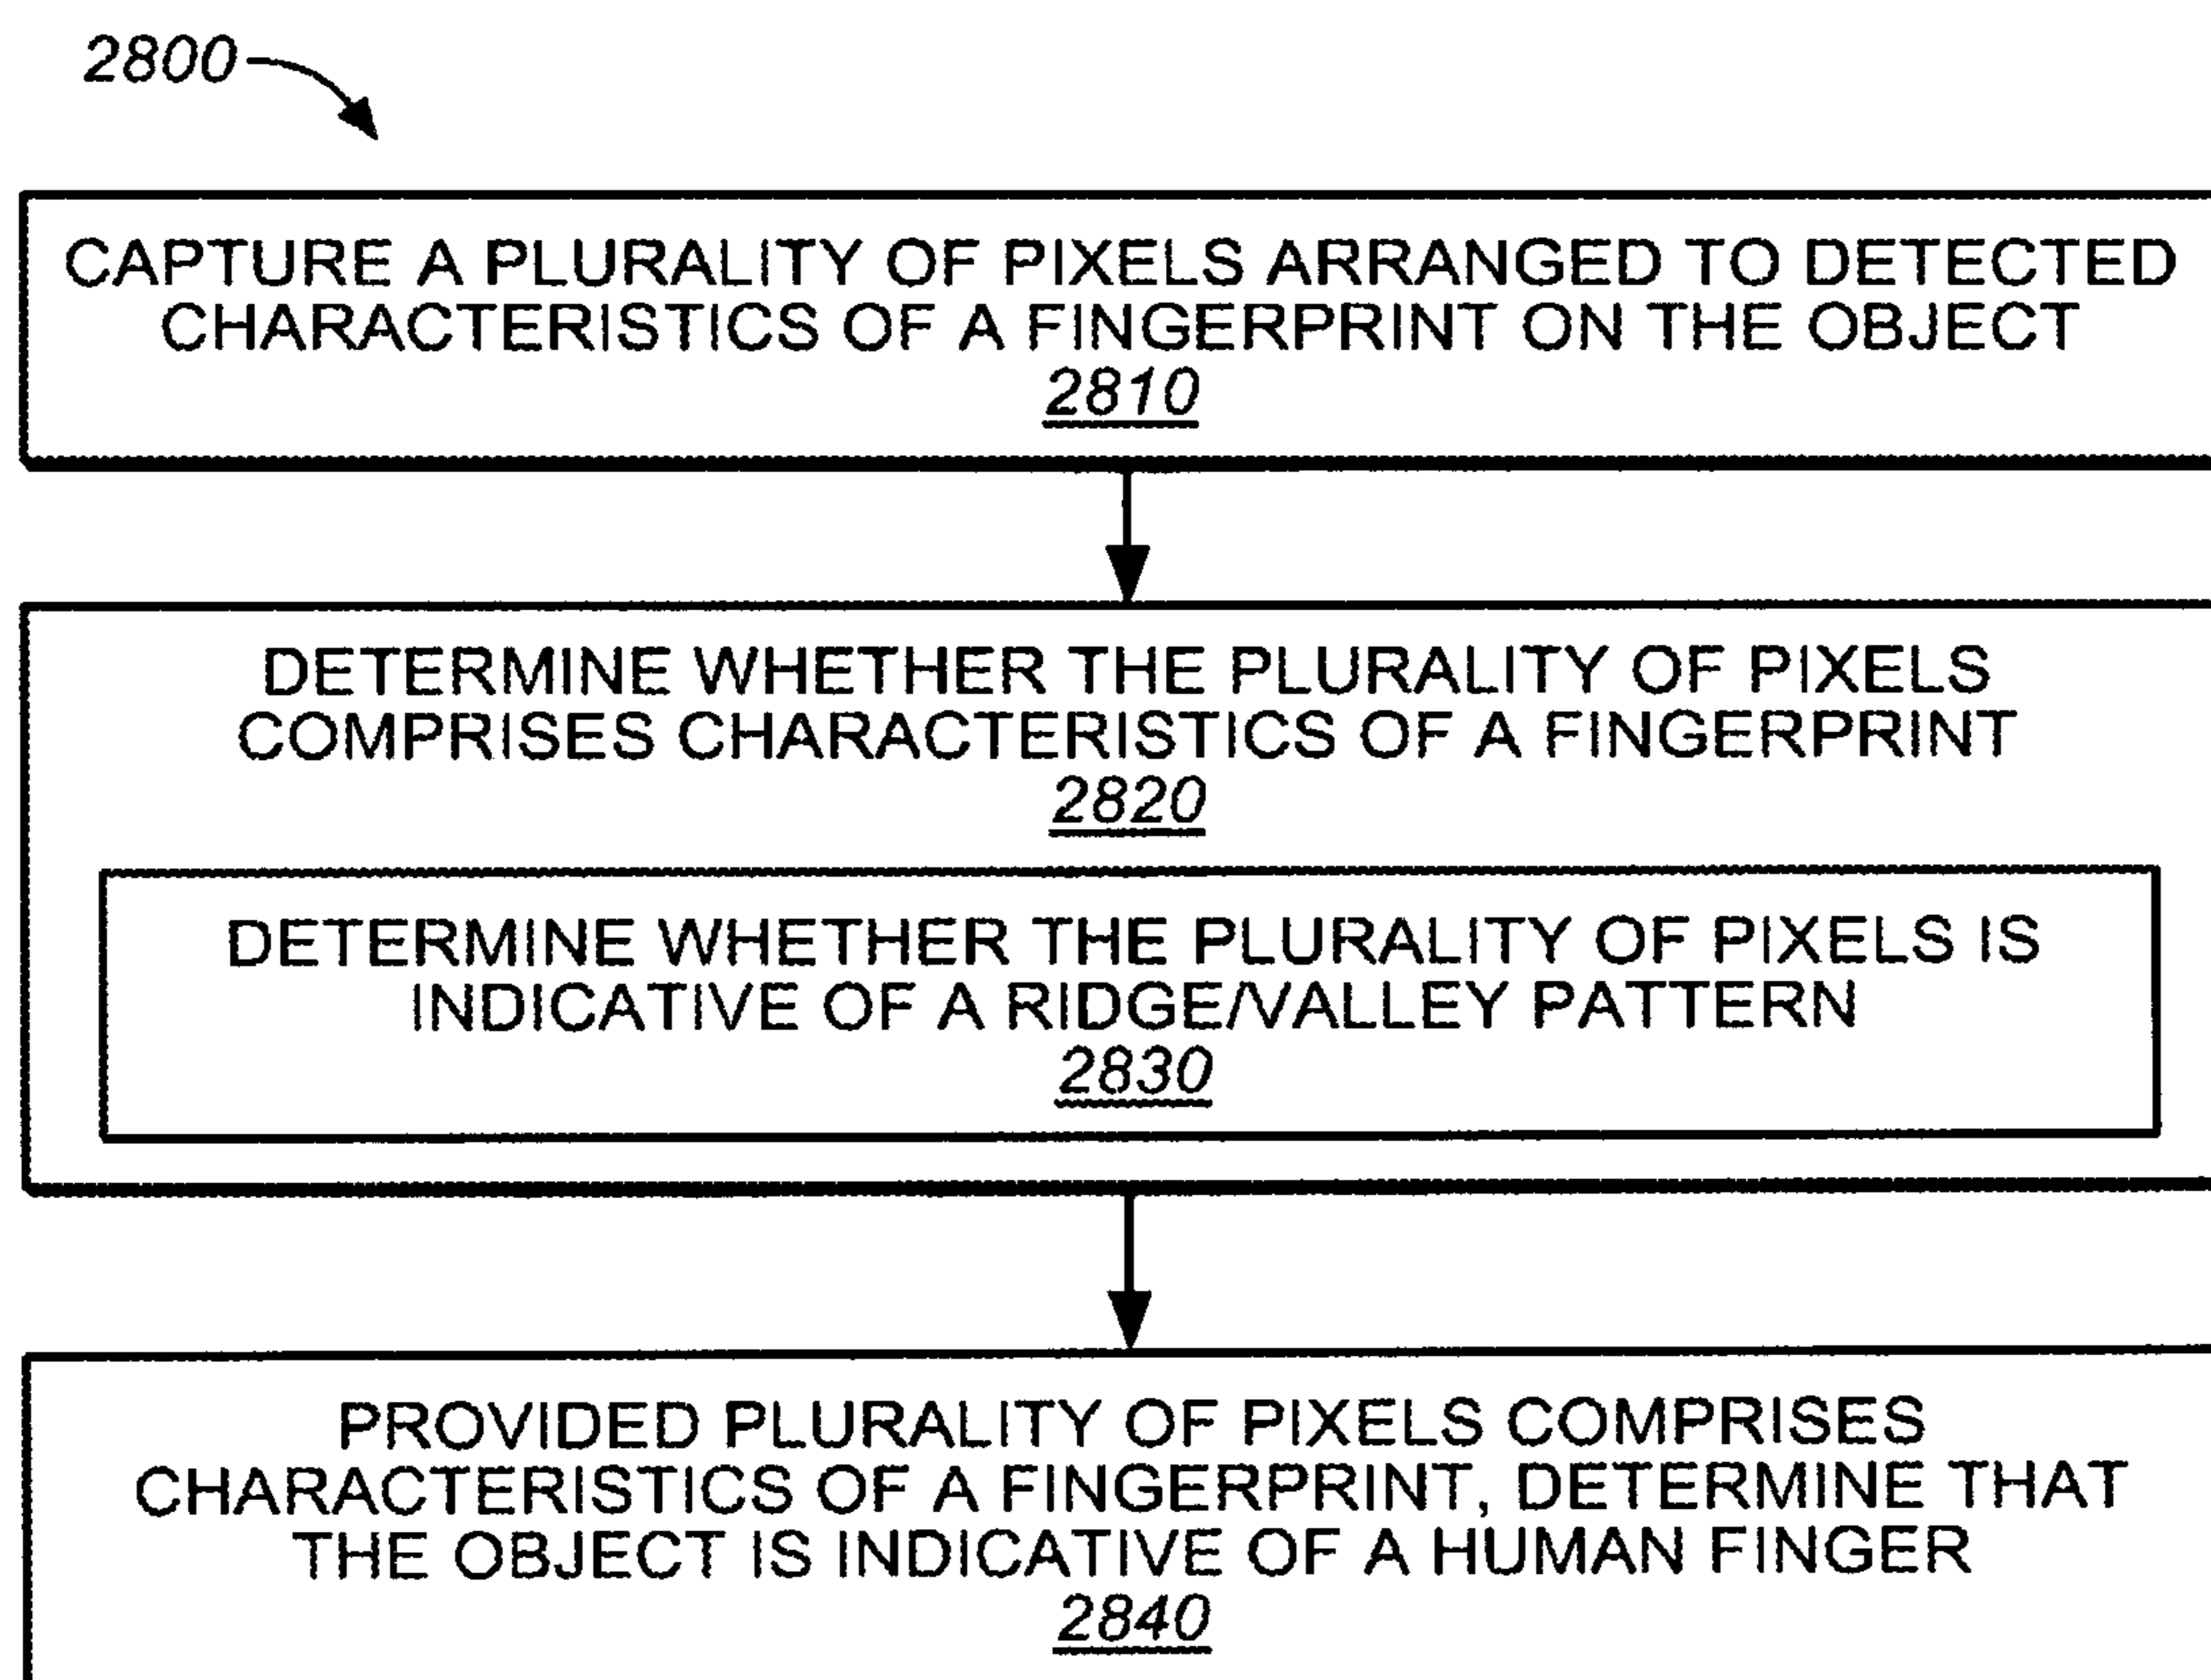 2800
CAPTURE A PLURALITY OF PIXELS ARRANGED TO DETECTED
CHARACTERISTICS OF A FINGERPRINT ON THE OBJECT
2810
DETERMINE WHETHER THE PLURALITY OF PIXELS
COMPRISES CHARACTERISTICS OF A FINGERPRINT
2820
DETERMINE WHETHER THE PLURALITY OF PIXELS IS
INDICATIVE OF A RIDGE/VALLEY PATTERN
2830
PROVIDED PLURALITY OF PIXELS COMPRISES
CHARACTERISTICS OF A FINGERPRINT, DETERMINE THAT
THE OBJECT IS INDICATIVE OF A HUMAN FINGER
2840